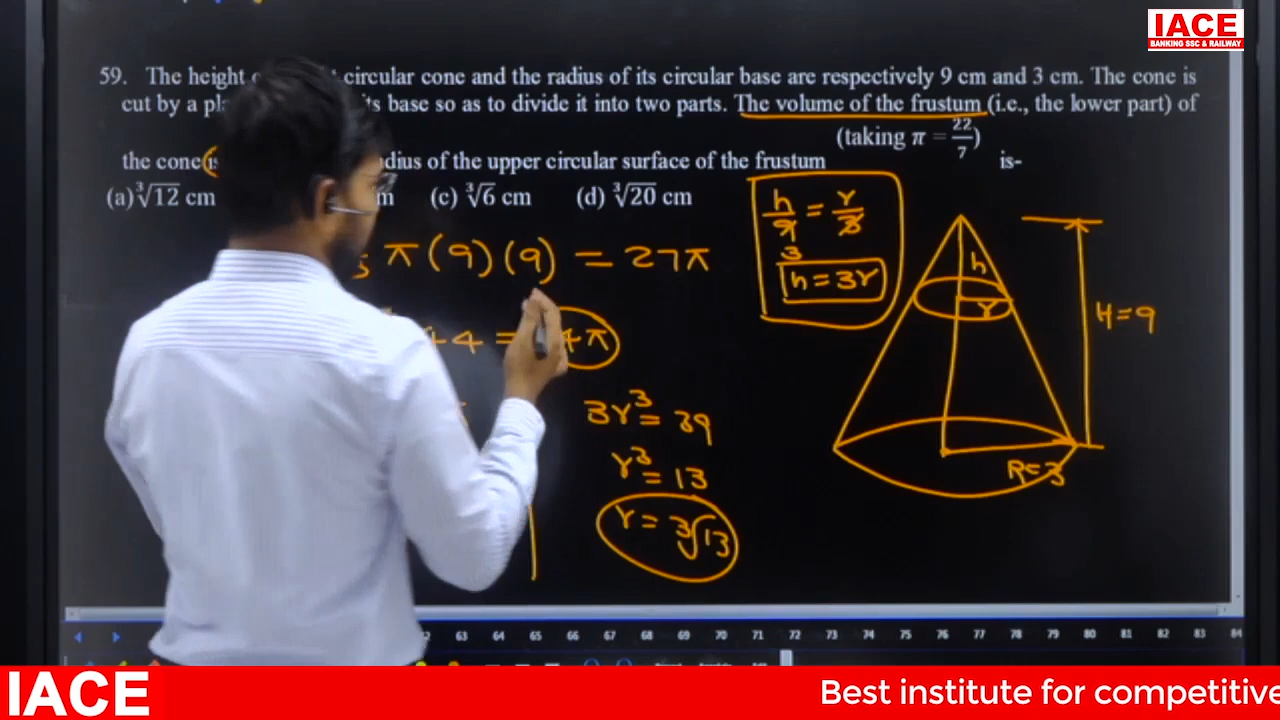 IACE
BANKING SSC & RAILWAY
59. The height circular cone and the radius of its circular base are respectively 9 cm and 3 cm. The cone is
cut by a its base so as to divide it into two parts. The volume of the frustum (i.e., the lower part) of
(taking π = 22/7)
the cone is of the upper circular surface of the frustum is-
(a) ∛12 cm (c) ∛6 cm (d) ∛20 cm
h/9 = r/3
3
h = 3r
π(9)(9) = 27π
44 = 4π
3r³ = 39
r³ = 13
r = ∛13
h
r
H = 9
R = 3
63 64 65 66 67 68 69 70 71 72 73 74 75 76 77 78 79 80 81 82 83 84
IACE
Best institute for competitive